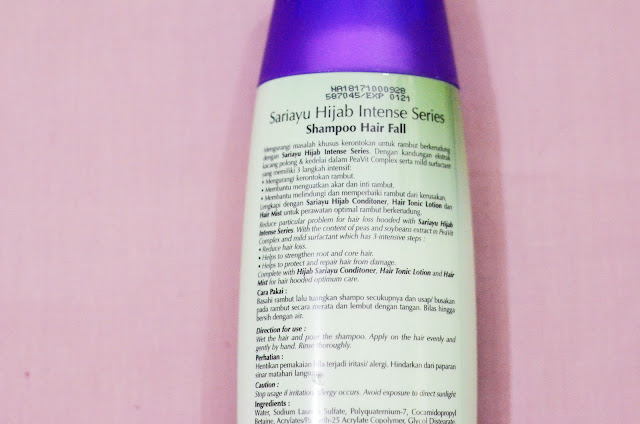 NA18171000928
587045/EXP 0121
Sariayu Hijab Intense Series
Shampoo Hair Fall
Mengurangi masalah khusus kerontokan untuk rambut berkerudung
dengan Sariayu Hijab Intense Series. Dengan kandungan ekstrak
kacang polong & kedelai dalam PeaVit Complex serta mild surfactant
yang memiliki 3 langkah intensif:
• Mengurangi kerontokan rambut.
• Membantu menguatkan akar dan inti rambut.
• Membantu melindungi dan memperbaiki rambut dari kerusakan.
Lengkapi dengan Sariayu Hijab Conditoner, Hair Tonic Lotion dan
Hair Mist untuk perawatan optimal rambut berkerudung.
Reduce particular problem for hair loss hooded with Sariayu Hijab
Intense Series. With the content of peas and soybeans extract in PeaVit
Complex and mild surfactant which has 3-intensive steps :
• Reduce hair loss.
• Helps to strengthen root and core hair.
• Helps to protect and repair hair from damage.
Complete with Hijab Sariayu Conditoner, Hair Tonic Lotion and Hair
Mist for hair hooded optimum care.
Cara Pakai :
Basahi rambut lalu tuangkan shampo secukupnya dan usap/ busakan
pada rambut secara merata dan lembut dengan tangan. Bilas hingga
bersih dengan air.
Direction for use :
Wet the hair and pour the shampoo. Apply on the hair evenly and
gently by hand. Rinse thoroughly.
Perhatian :
Hentikan pemakaian bila terjadi iritasi/ alergi. Hindarkan dari paparan
sinar matahari langsung.
Caution :
Stop usage if irritation/allergy occurs. Avoid exposure to direct sunlight
Ingredients :
Water, Sodium Laureth Sulfate, Polyquaternium-7, Cocamidopropyl
Betaine, Acrylates/ 25 Acrylate Copolymer, Glycol Distearate